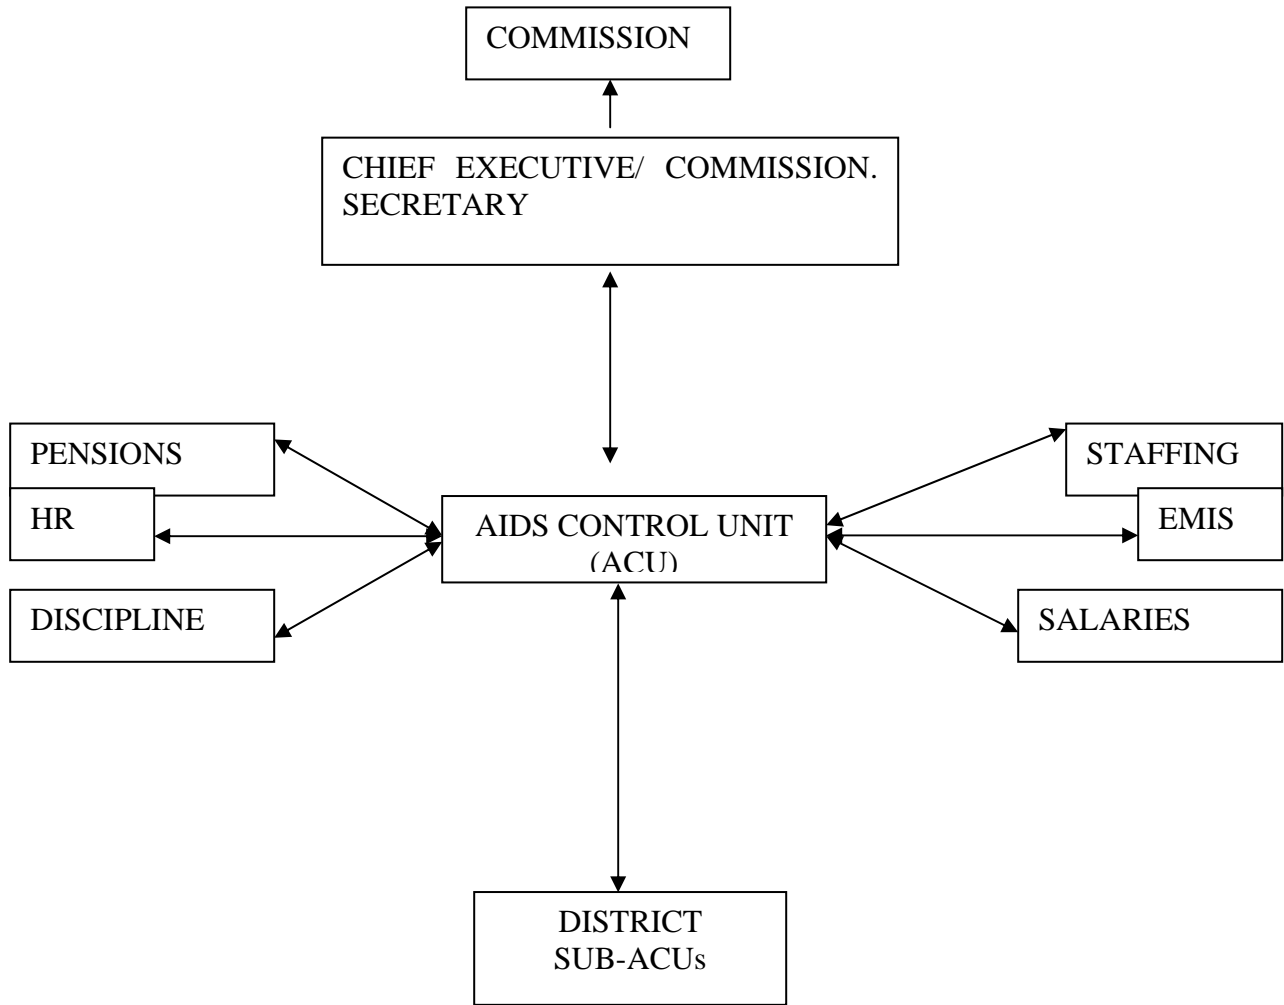 COMMISSION
CHIEF EXECUTIVE/ COMMISSION.
SECRETARY
PENSIONS
STAFFING
HR
AIDS CONTROL UNIT
(ACU)
EMIS
DISCIPLINE
SALARIES
DISTRICT
SUB-ACUs